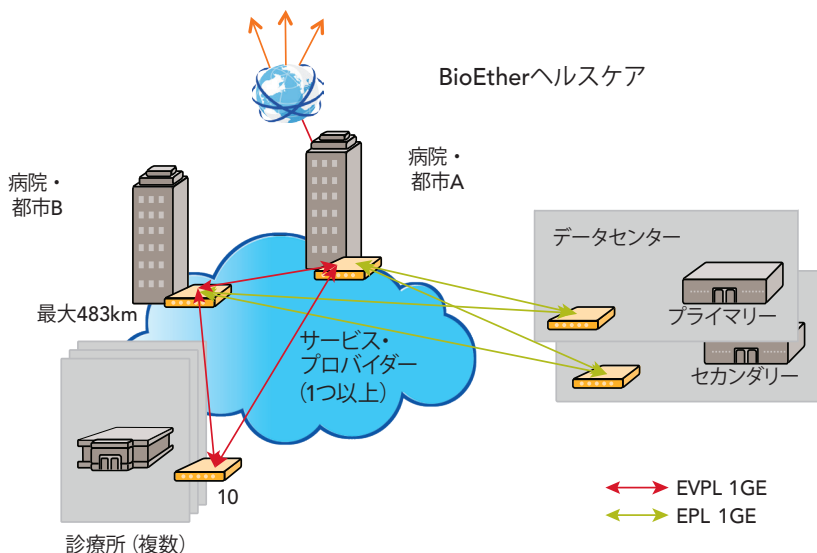 BioEtherヘルスケア
病院・
都市A
病院・
都市B
データセンター
プライマリー
セカンダリー
最大483km
サービス・
プロバイダー
(1つ以上)
10
診療所 (複数)
EVPL 1GE
EPL 1GE